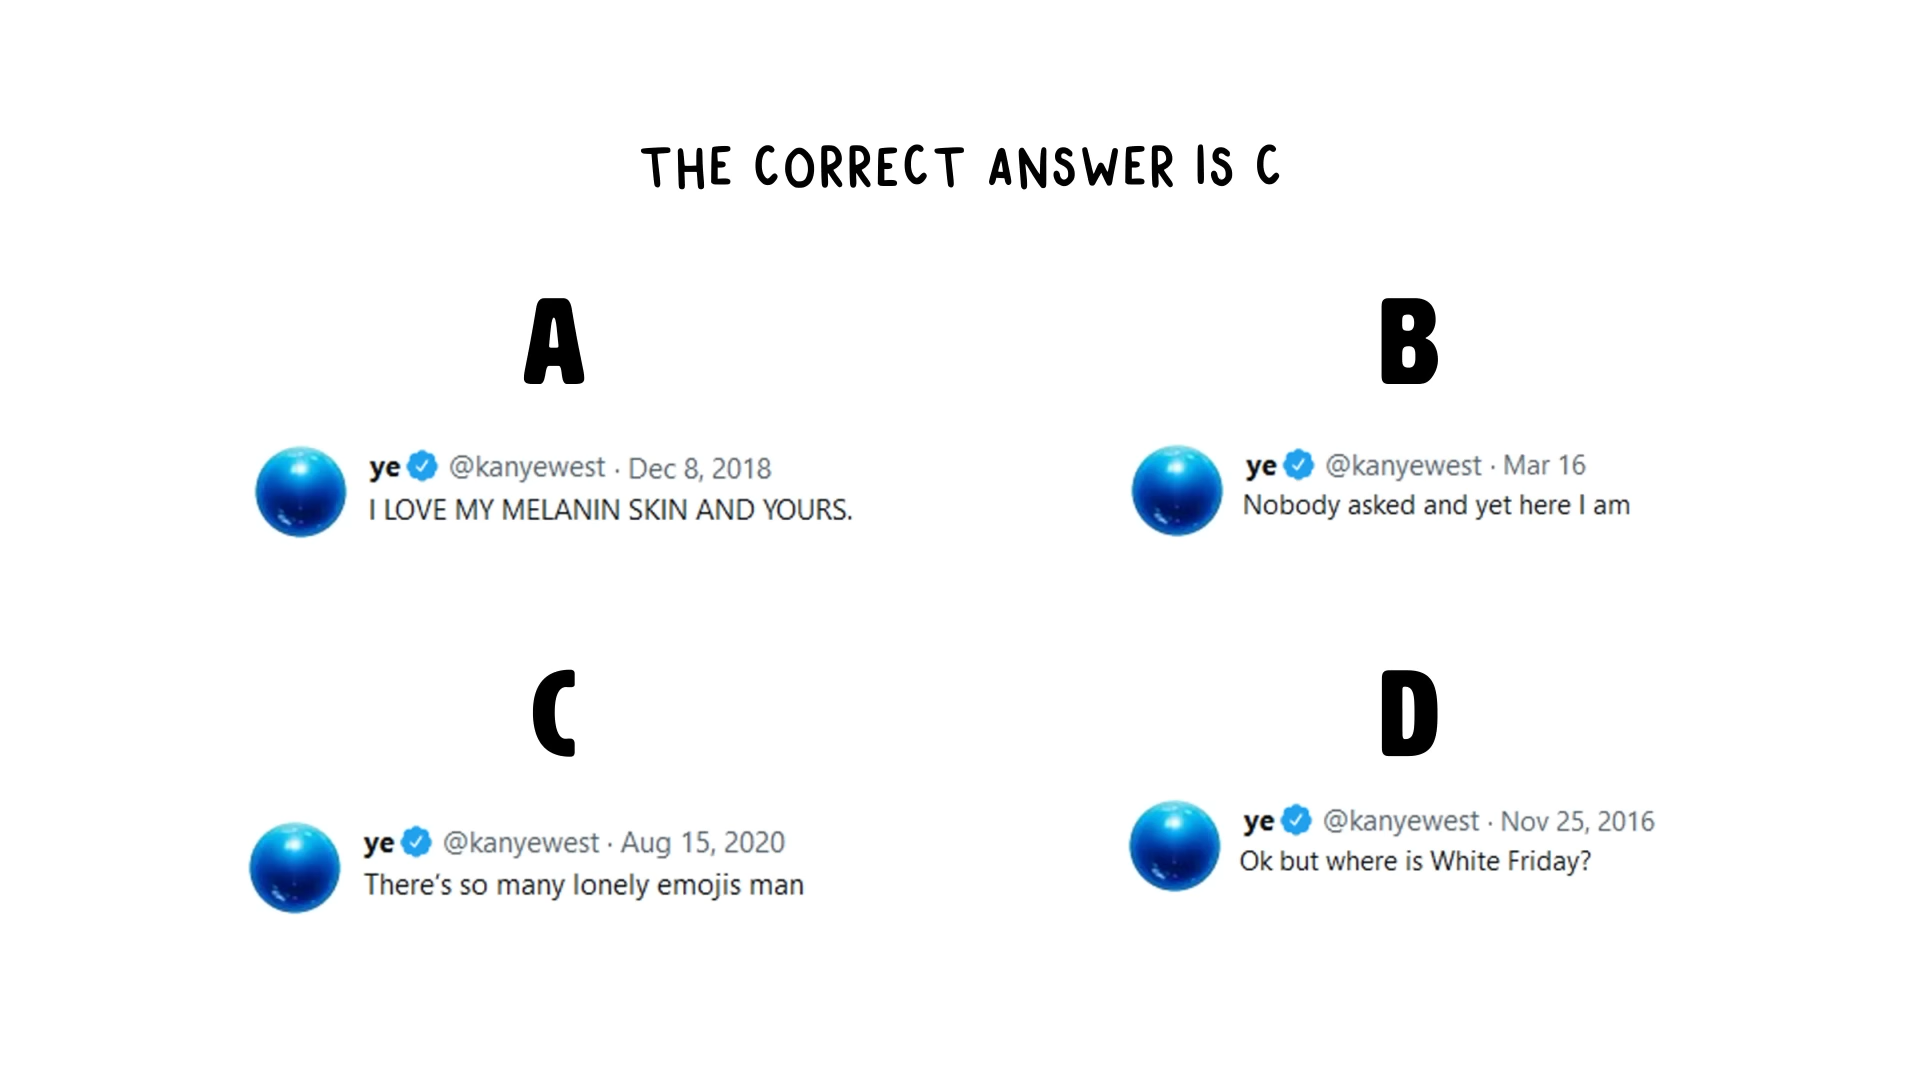 THE CORRECT ANSWER IS C
A
ye @kanyewest · Dec 8, 2018
I LOVE MY MELANIN SKIN AND YOURS.
B
ye @kanyewest · Mar 16
Nobody asked and yet here I am
C
ye @kanyewest · Aug 15, 2020
There's so many lonely emojis man
D
ye @kanyewest · Nov 25, 2016
Ok but where is White Friday?